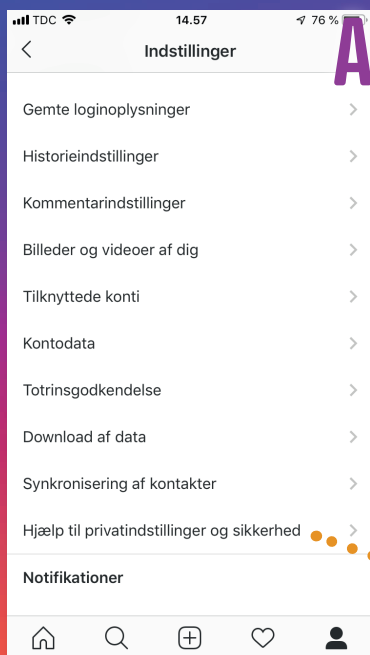 TDC 14.57 76 %
Indstillinger
A
Gemte loginoplysninger
Historieindstillinger
Kommentarindstillinger
Billeder og videoer af dig
Tilknyttede konti
Kontodata
Totrinsgodkendelse
Download af data
Synkronisering af kontakter
Hjælp til privatindstillinger og sikkerhed
Notifikationer